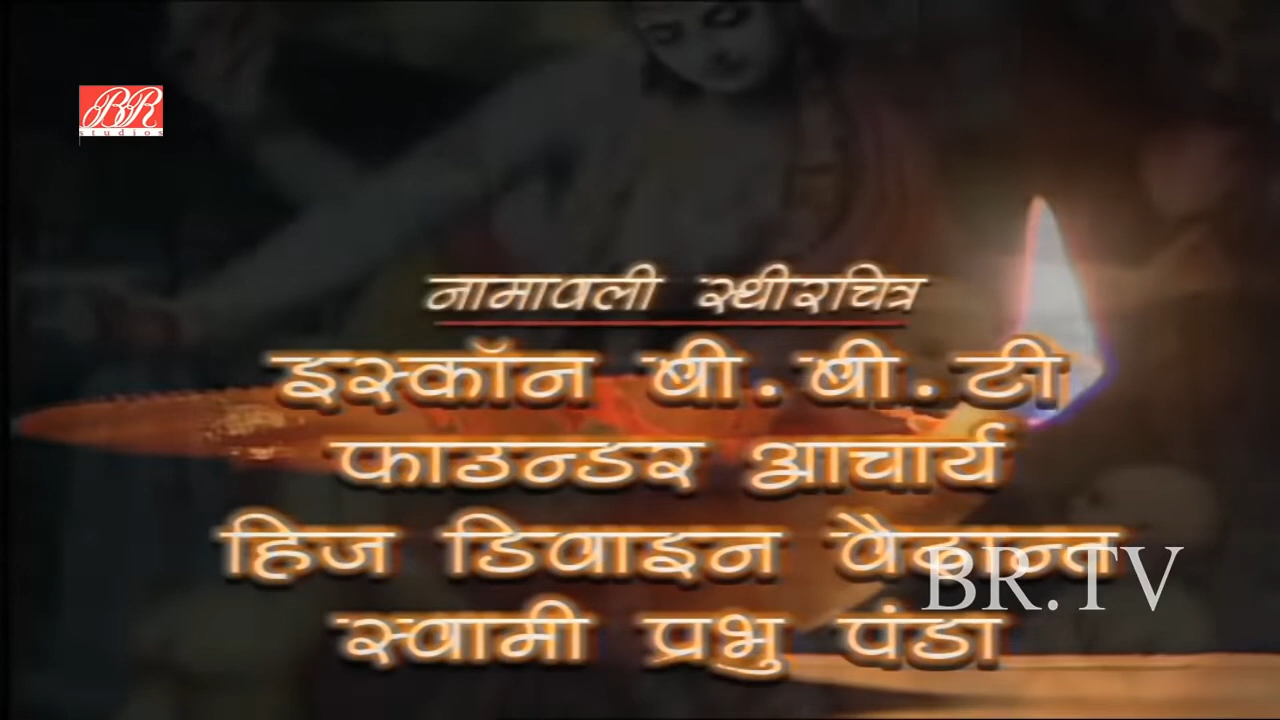 BR
studios
नामावली स्थीरचित्र
इस्कॉन बी.बी.टी
फाउन्डर आचार्य
हिज डिवाइन वैदान्त
BR.TV
स्वामी प्रभु पंडा